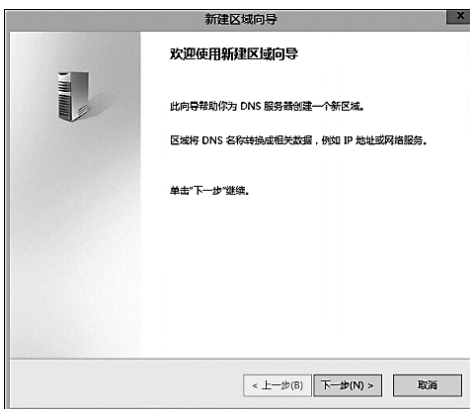 新建区域向导
x
欢迎使用新建区域向导
此向导帮助你为 DNS 服务器创建一个新区域。
区域将 DNS 名称转换成相关数据，例如 IP 地址或网络服务。
单击"下一步"继续。
< 上一步(B)
下一步(N) >
取消